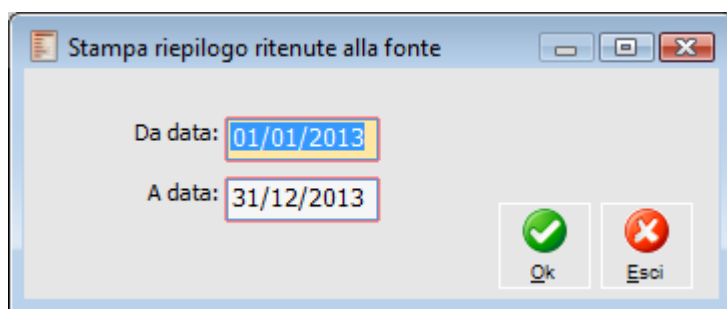 Stampa riepilogo ritenute alla fonte
Da data: 01/01/2013
A data: 31/12/2013
Ok Esci